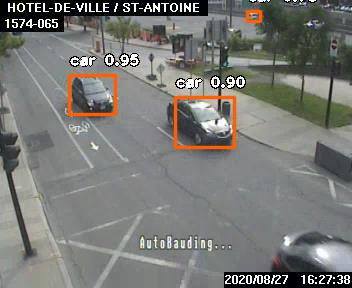 HOTEL-DE-VILLE / ST-ANTOINE
1574-065
car 0.95
car 0.90
AutoBauding...
2020/08/27 16:27:38